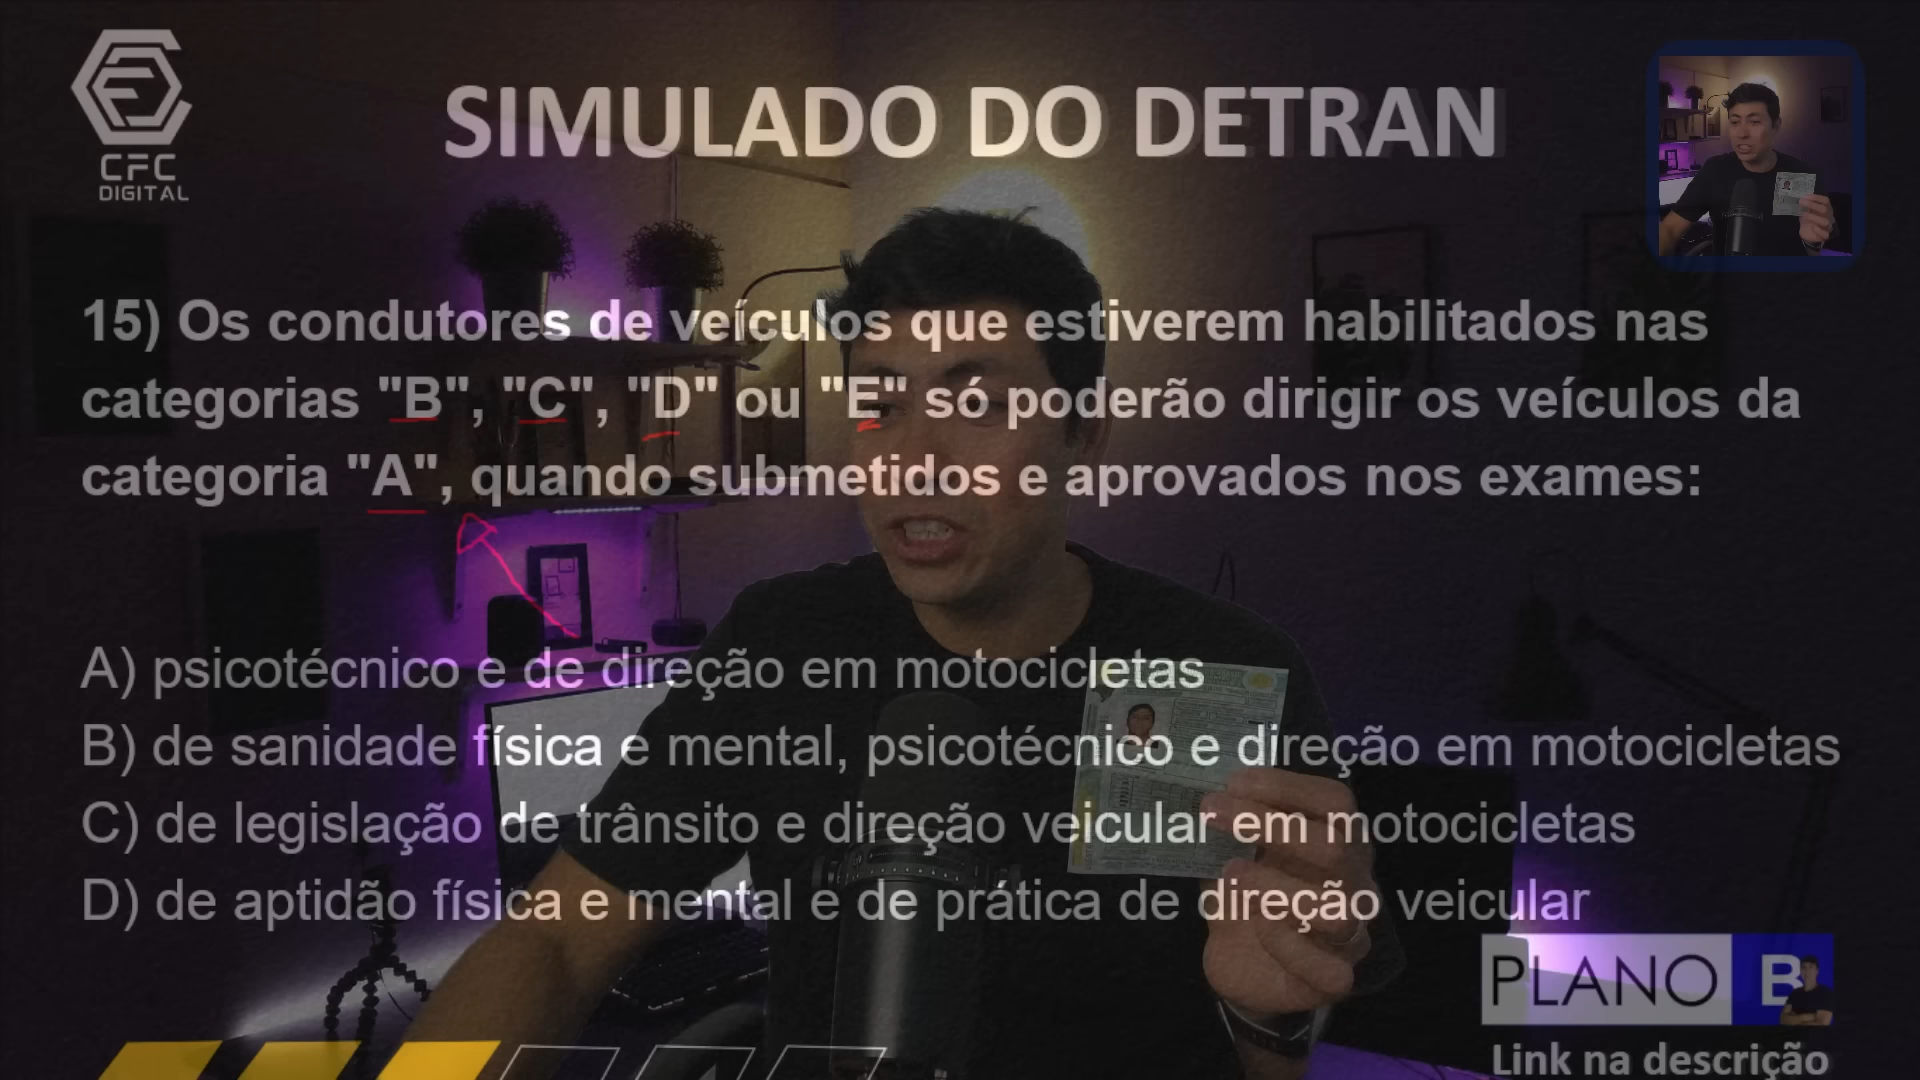 CFC
DIGITAL
SIMULADO DO DETRAN
15) Os condutores de veículos que estiverem habilitados nas
categorias "B", "C", "D" ou "E" só poderão dirigir os veículos da
categoria "A", quando submetidos e aprovados nos exames:
A) psicotécnico e de direção em motocicletas
B) de sanidade física e mental, psicotécnico e direção em motocicletas
C) de legislação de trânsito e direção veicular em motocicletas
D) de aptidão física e mental e de prática de direção veicular
PLANO B
Link na descrição